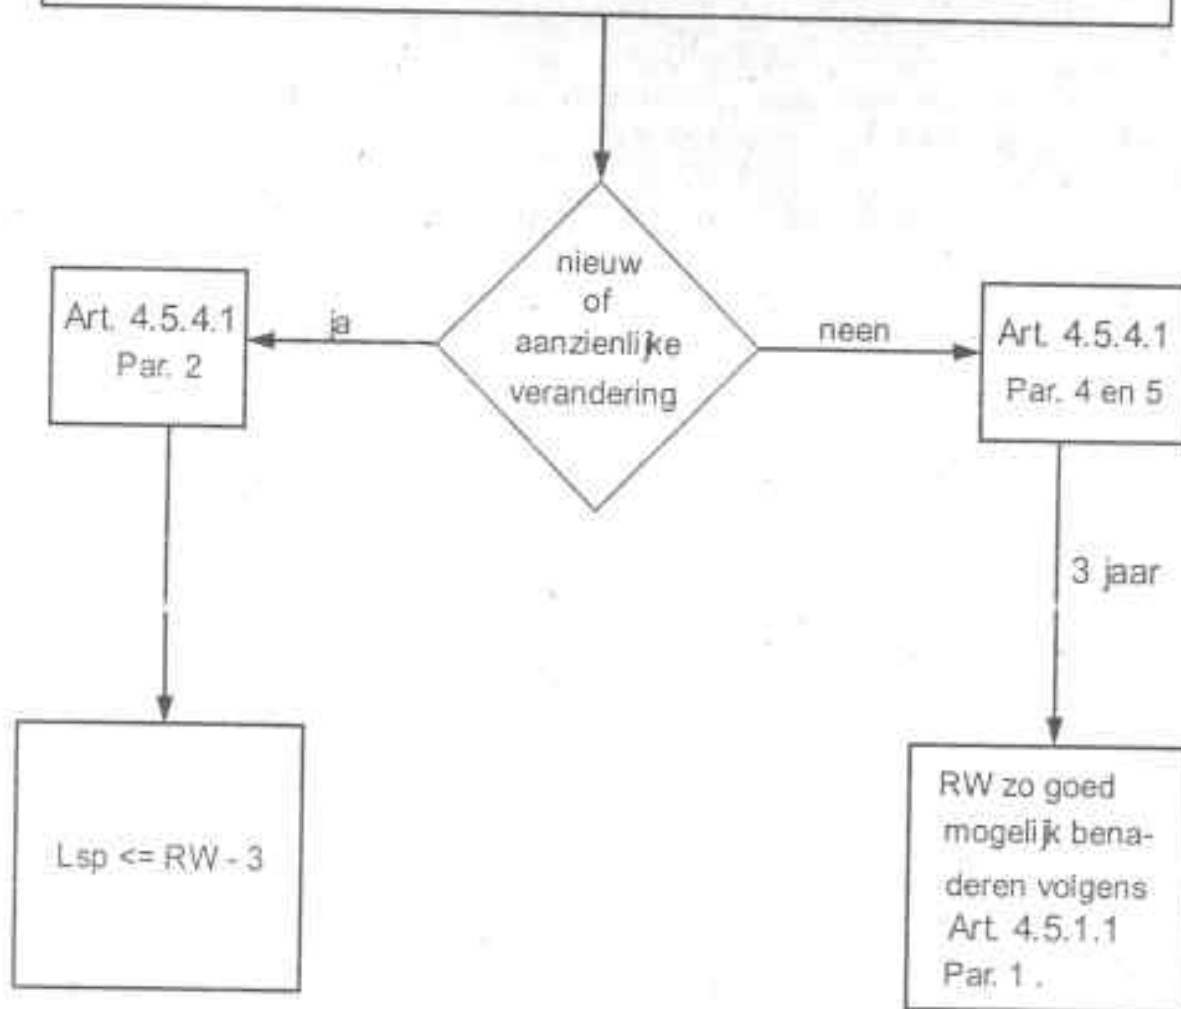 nieuw
of
aanzienlijke
verandering
ja
neen
Art. 4.5.4.1
Par. 2
Art. 4.5.4.1
Par. 4 en 5
3 jaar
Lsp <= RW - 3
RW zo goed
mogelijk bena-
deren volgens
Art. 4.5.1.1
Par. 1 .